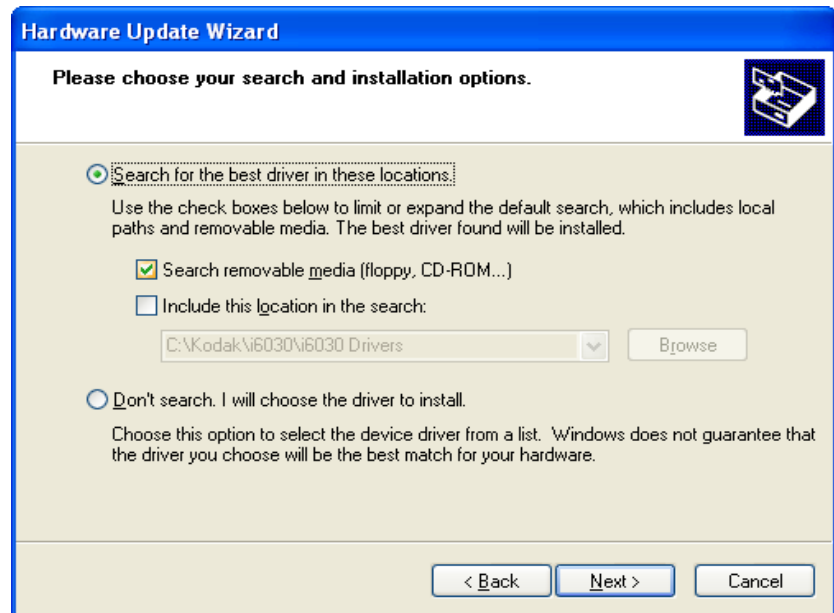 Hardware Update Wizard
Please choose your search and installation options.
Search for the best driver in these locations.
Use the check boxes below to limit or expand the default search, which includes local
paths and removable media. The best driver found will be installed.
Search removable media (floppy, CD-ROM...)
Include this location in the search:
C:\Kodak\i6030\i6030 Drivers
Browse
Don't search. I will choose the driver to install.
Choose this option to select the device driver from a list. Windows does not guarantee that
the driver you choose will be the best match for your hardware.
< Back Next > Cancel